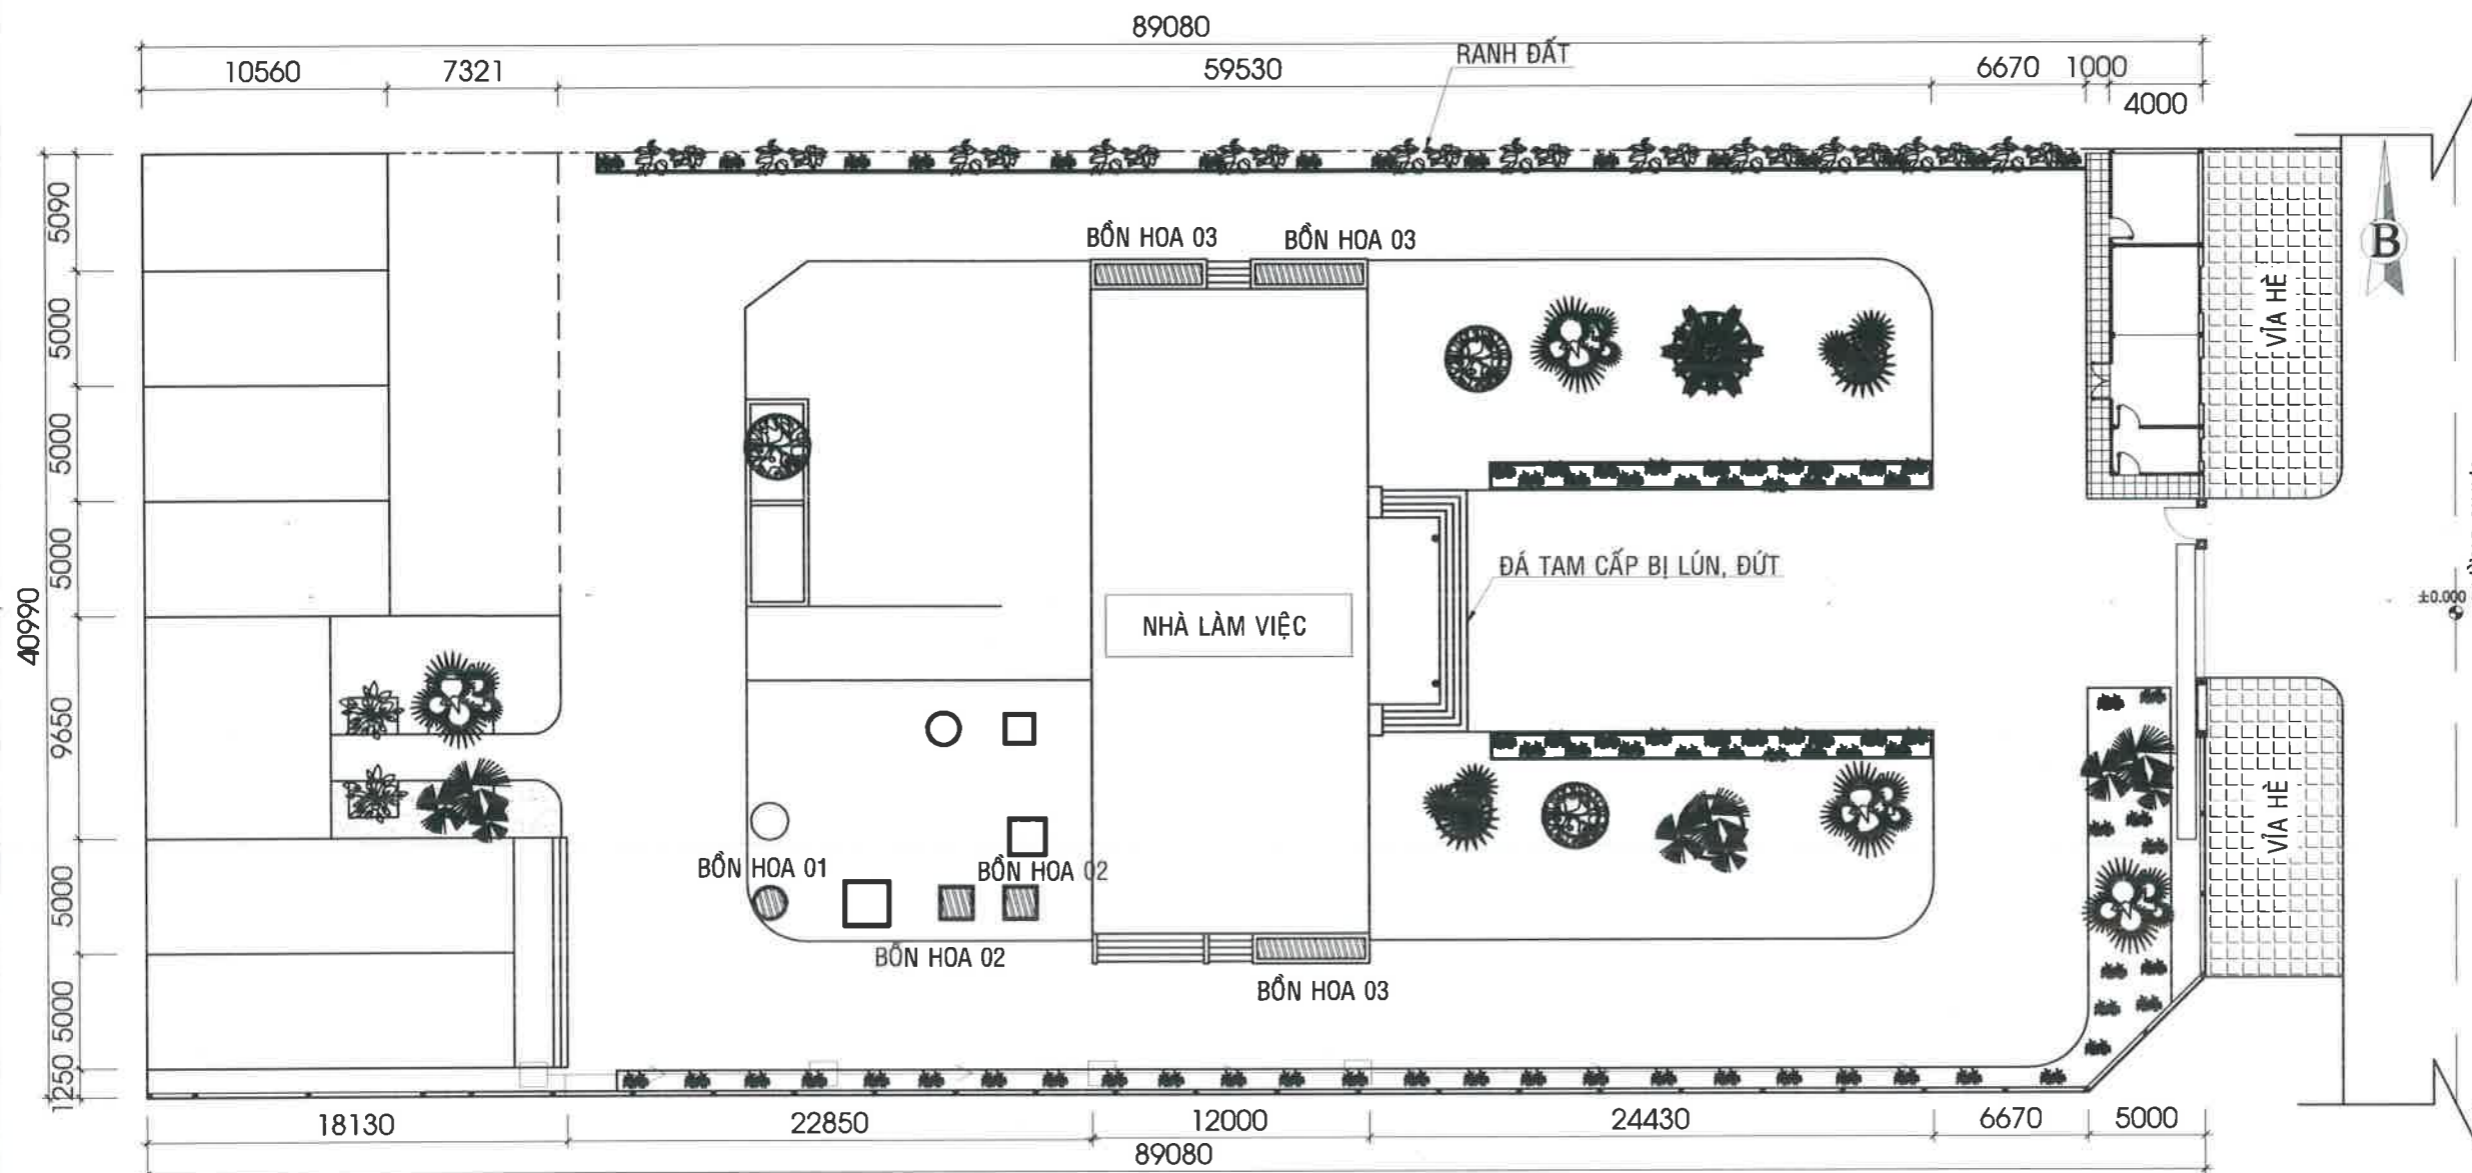 89080
RANH ĐẤT
10560
7321
59530
6670
1000
4000
5090
5000
5000
5000
9650
5000
5000
1250
40990
BỒN HOA 03
BỒN HOA 03
VỈA HÈ
B
ĐÁ TAM CẤP BỊ LÚN, ĐỨT
NHÀ LÀM VIỆC
±0.000
VỈA HÈ
BỒN HOA 01
BỒN HOA 02
BỒN HOA 02
BỒN HOA 03
18130
22850
12000
24430
6670
5000
89080